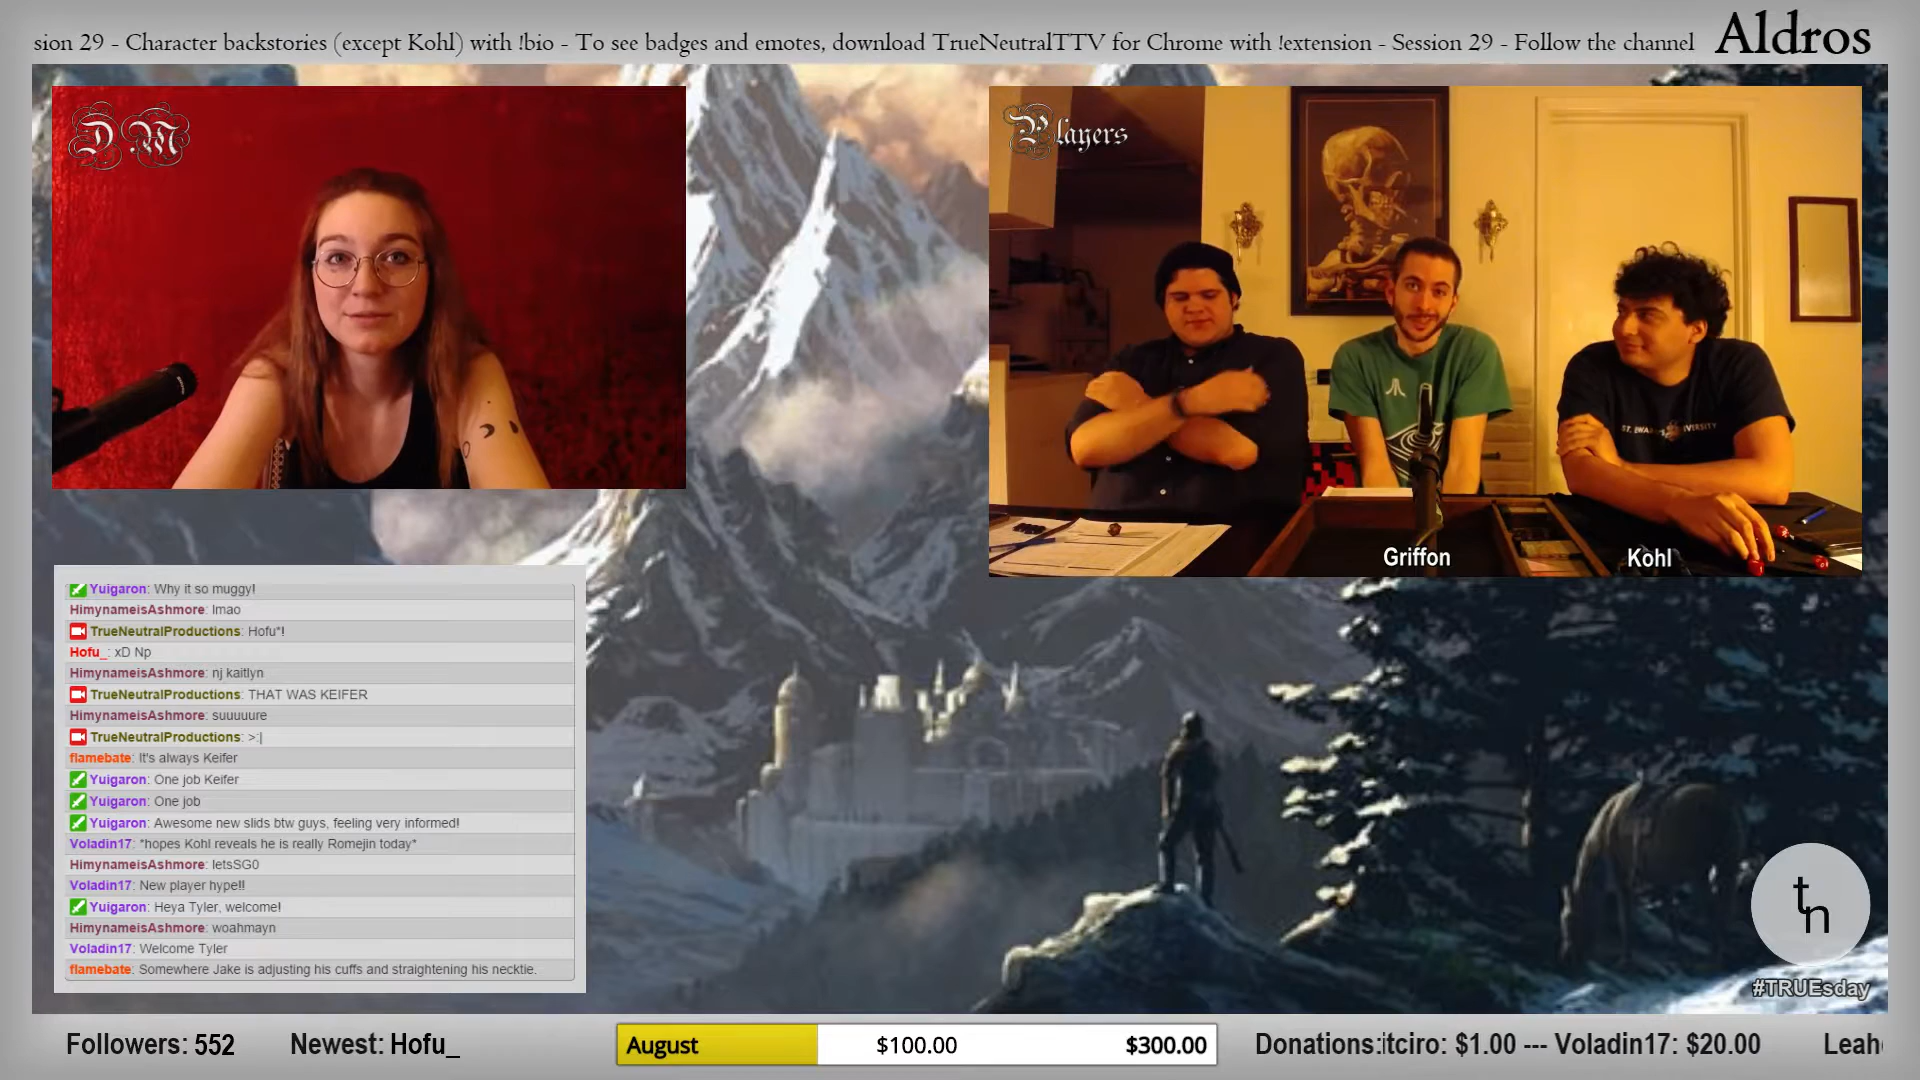 sion 29 - Character backstories (except Kohl) with !bio - To see badges and emotes, download TrueNeutralTTV for Chrome with !extension - Session 29 - Follow the channel
Aldros
DM
Players
Griffon
Kohl
Yuigaron: Why it so muggy!
HimynameisAshmore: lmao
TrueNeutralProductions: Hofu*!
Hofu_: xD Np
HimynameisAshmore: nj kaitlyn
TrueNeutralProductions: THAT WAS KEIFER
HimynameisAshmore: suuuuure
TrueNeutralProductions: >:|
flamebate: It's always Keifer
Yuigaron: One job Keifer
Yuigaron: One job
Yuigaron: Awesome new slids btw guys, feeling very informed!
Voladin17: *hopes Kohl reveals he is really Romejin today*
HimynameisAshmore: letsSG0
Voladin17: New player hype!!
Yuigaron: Heya Tyler, welcome!
HimynameisAshmore: woahmayn
Voladin17: Welcome Tyler
flamebate: Somewhere Jake is adjusting his cuffs and straightening his necktie.
tn
#TRUEsday
Followers: 552
Newest: Hofu_
August $100.00 $300.00
Donations: itciro: $1.00 --- Voladin17: $20.00 Leah